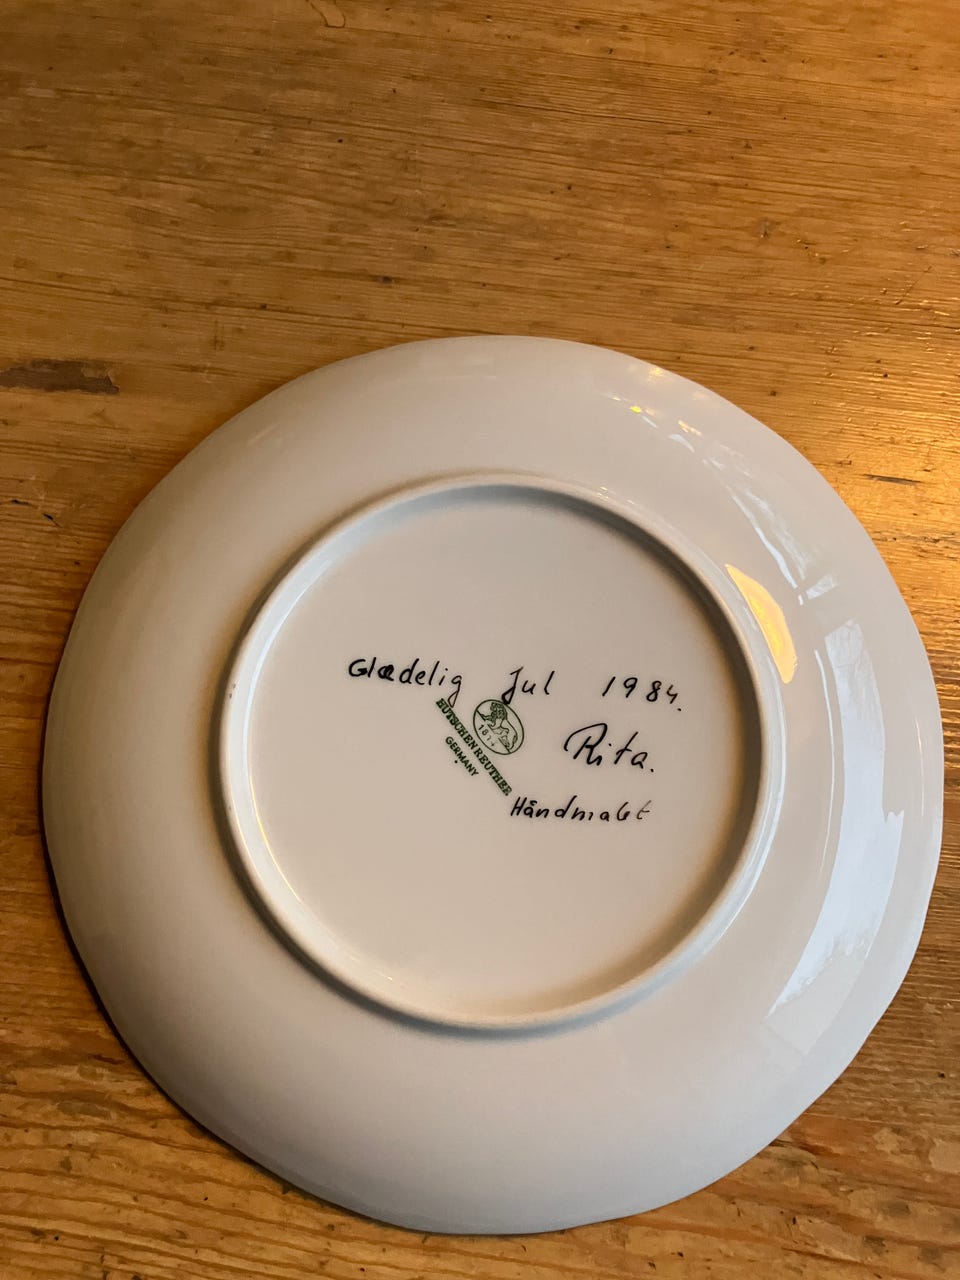 Glædelig Jul 1984.
Rita.
Håndmalet
HUTSCHENREUTHER
GERMANY
1814